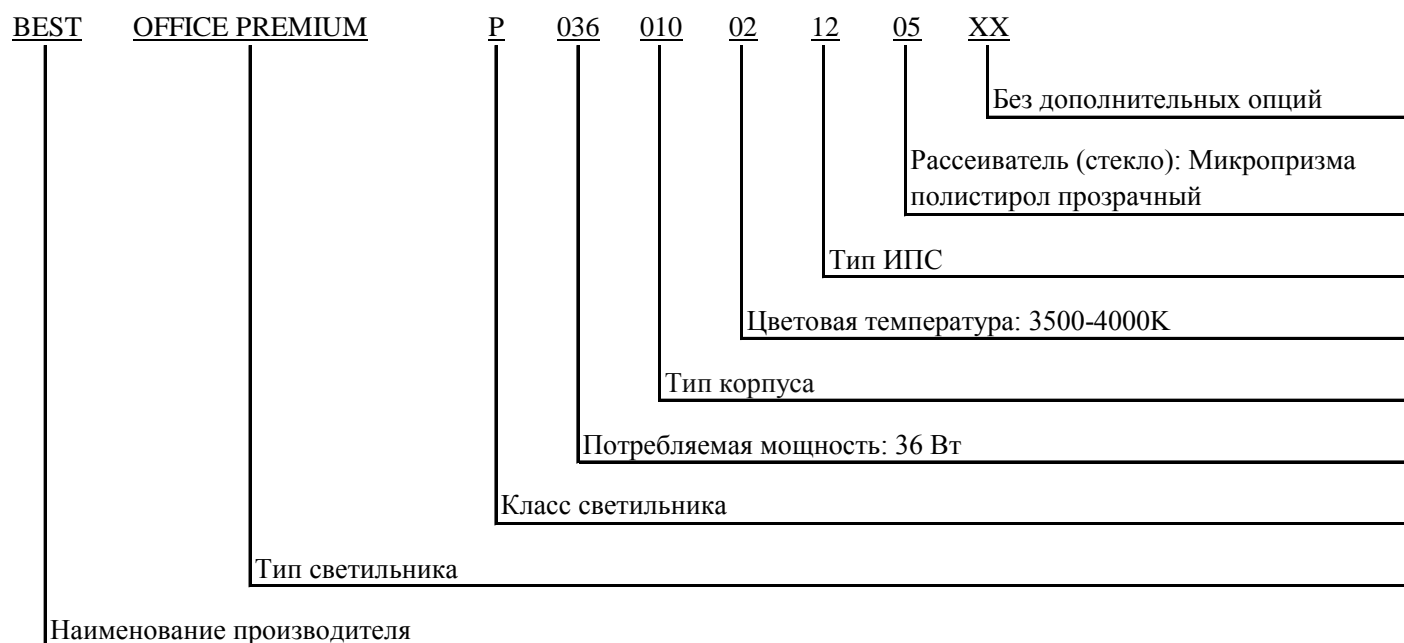 BEST OFFICE PREMIUM P 036 010 02 12 05 XX
Без дополнительных опций
Рассеиватель (стекло): Микропризма
полистирол прозрачный
Тип ИПС
Цветовая температура: 3500-4000K
Тип корпуса
Потребляемая мощность: 36 Вт
Класс светильника
Тип светильника
Наименование производителя